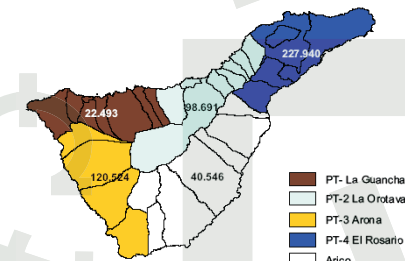 227.940
98.691
22.493
120.524
40.546
PT- La Guancha
PT-2 La Orotava
PT-3 Arona
PT-4 El Rosario
Arico